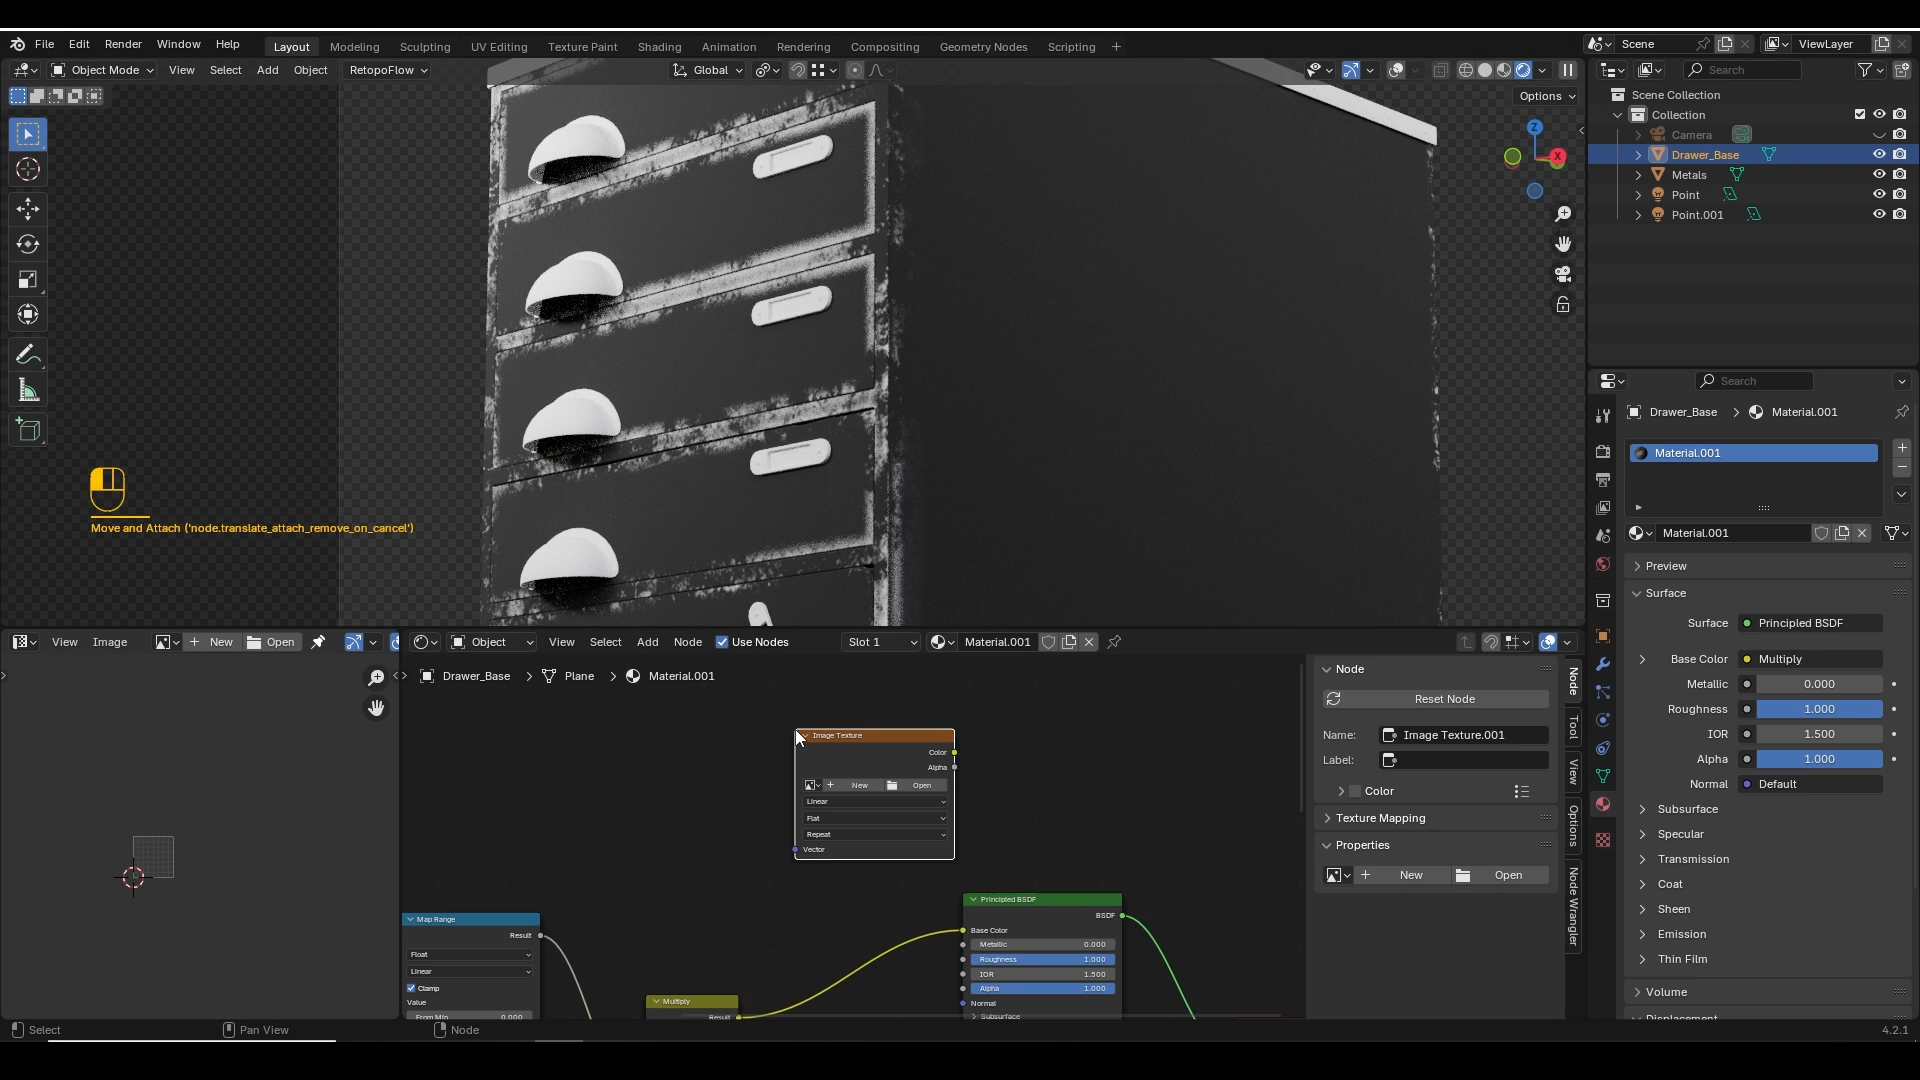 File Edit Render Window Help Layout Modeling Sculpting UV Editing Texture Paint Shading Animation Rendering Compositing Geometry Nodes Scripting + Scene ViewLayer
Object Mode View Select Add Object RetopoFlow Global
Options
Search
Scene Collection
Collection
Camera
Drawer_Base
Metals
Point
Point.001
Z
X
Move and Attach ('node.translate_attach_remove_on_cancel')
Search
Drawer_Base > Material.001
Material.001
Material.001
Preview
Surface
Surface Principled BSDF
Base Color Multiply
Metallic 0.000
Roughness 1.000
IOR 1.500
Alpha 1.000
Normal Default
Subsurface
Specular
Transmission
Coat
Sheen
Emission
Thin Film
Volume
Displacement
View Image + New Open
Object View Select Add Node Use Nodes Slot 1 Material.001
Drawer_Base > Plane > Material.001
Image Texture
Color
Alpha
+ New Open
Linear
Flat
Repeat
Vector
Map Range
Result
Float
Linear
Clamp
Value
From Min 0.000
Multiply
Result
Principled BSDF
BSDF
Base Color
Metallic 0.000
Roughness 1.000
IOR 1.500
Alpha 1.000
Normal
Subsurface
Node
Reset Node
Name: Image Texture.001
Label:
Color
Texture Mapping
Properties
+ New Open
Node
Tool
View
Options
Node Wrangler
Select Pan View Node 4.2.1